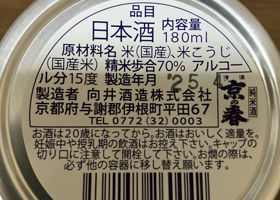 品目
日本酒 内容量
180ml
原材料名 米(国産)、米こうじ
(国産米) 精米歩合70% アルコー
ル分15度 製造年月 '25.4
製造者 向井酒造株式会社
京都府与謝郡伊根町平田67
TEL 0772(32)0003
純米酒
京の春
お酒は20歳になってから。お酒はおいしく適量を。
妊娠中や授乳期の飲酒はお控え下さい。キャップの
切り口に注意して開栓して下さい。お燗の際は、
必ず他の容器に移し替え願います。